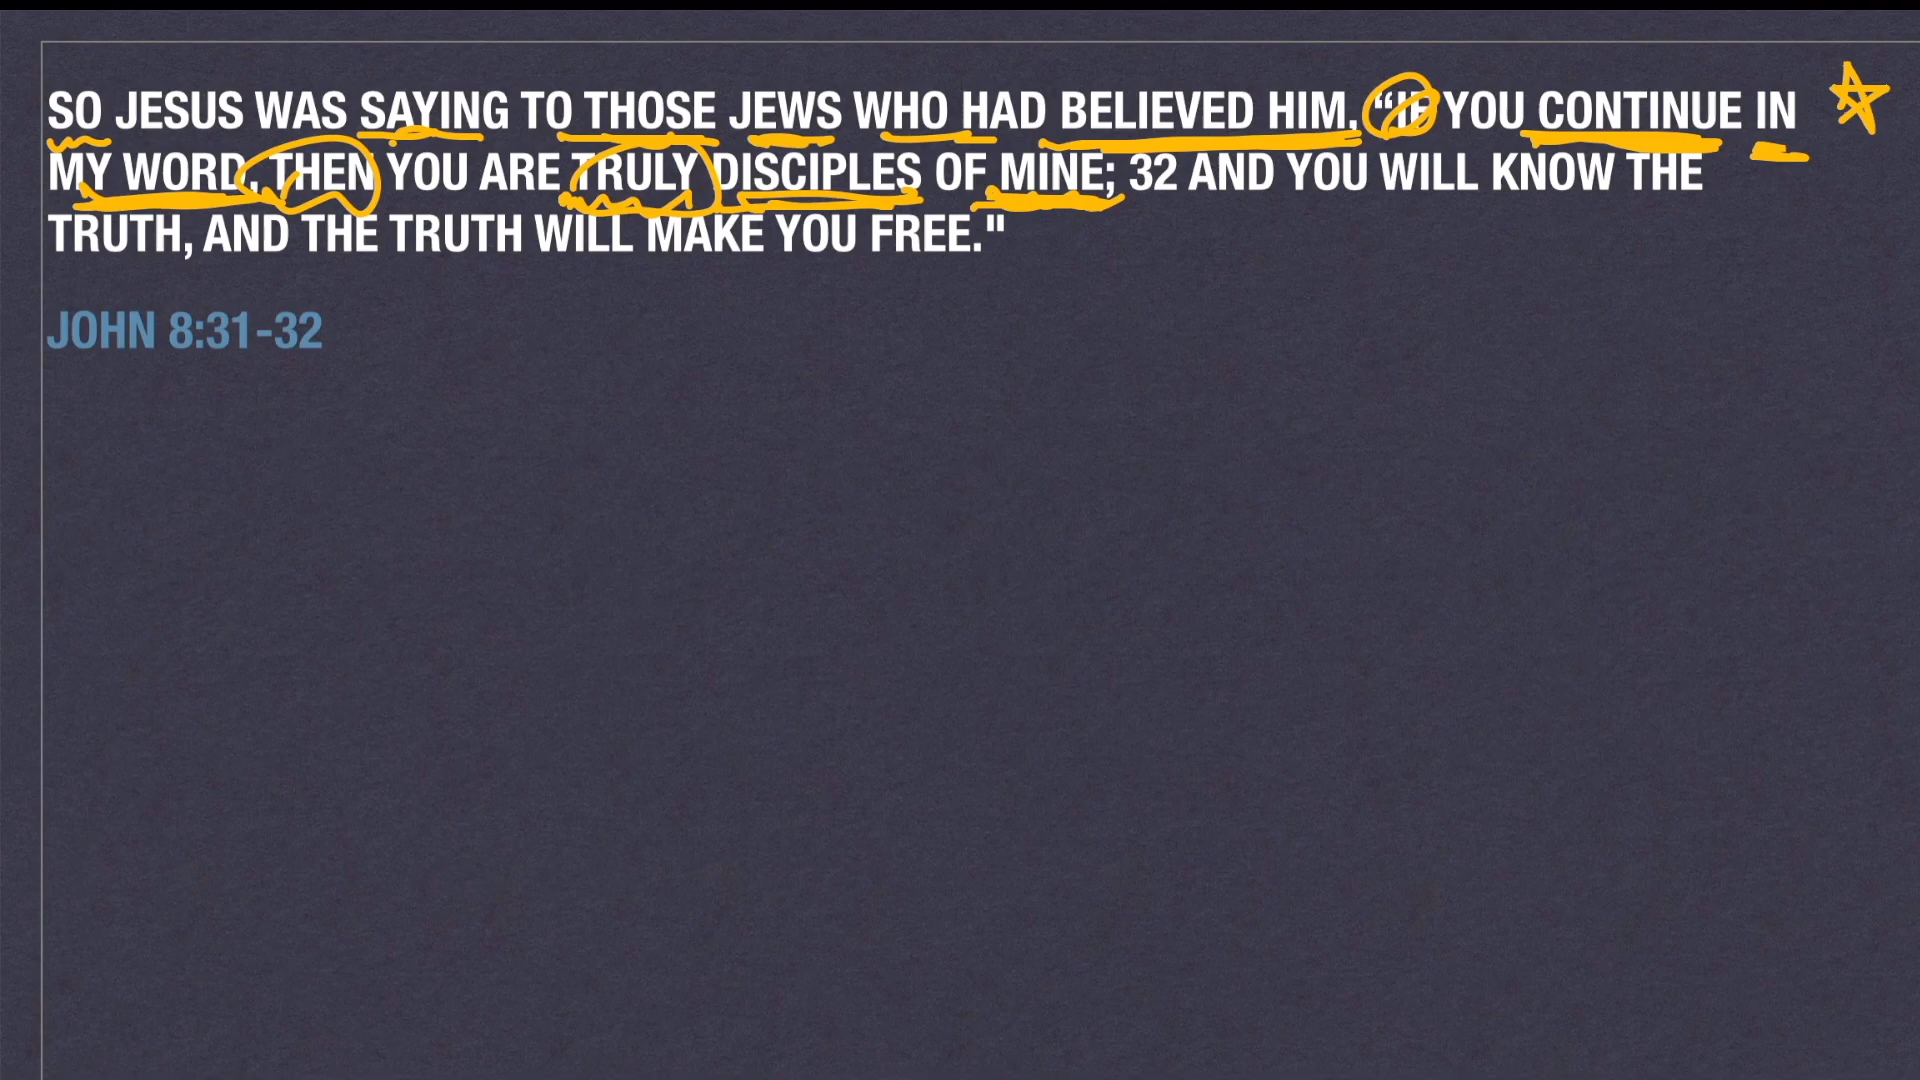 SO JESUS WAS SAYING TO THOSE JEWS WHO HAD BELIEVED HIM, “IF YOU CONTINUE IN
MY WORD, THEN YOU ARE TRULY DISCIPLES OF MINE; 32 AND YOU WILL KNOW THE
TRUTH, AND THE TRUTH WILL MAKE YOU FREE."
JOHN 8:31-32